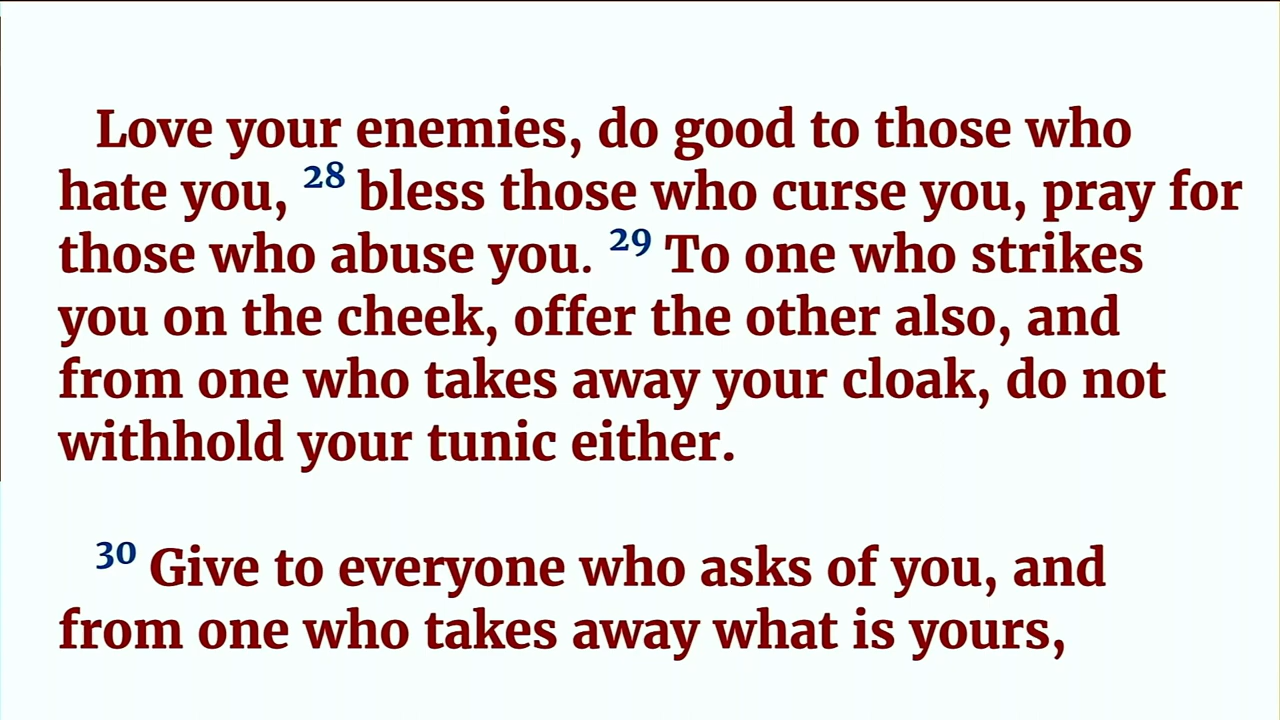 Love your enemies, do good to those who
hate you, 28 bless those who curse you, pray for
those who abuse you. 29 To one who strikes
you on the cheek, offer the other also, and
from one who takes away your cloak, do not
withhold your tunic either.
30 Give to everyone who asks of you, and
from one who takes away what is yours,